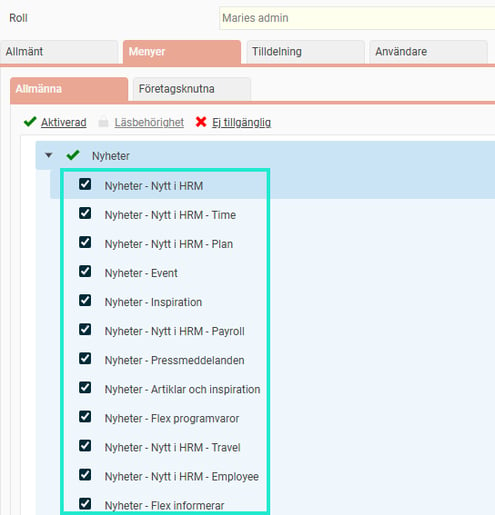 Roll Maries admin
Allmänt Menyer Tilldelning Användare
Allmänna Företagsknutna
Aktiverad Läsbehörighet Ej tillgänglig
Nyheter
Nyheter - Nytt i HRM
Nyheter - Nytt i HRM - Time
Nyheter - Nytt i HRM - Plan
Nyheter - Event
Nyheter - Inspiration
Nyheter - Nytt i HRM - Payroll
Nyheter - Pressmeddelanden
Nyheter - Artiklar och inspiration
Nyheter - Flex programvaror
Nyheter - Nytt i HRM - Travel
Nyheter - Nytt i HRM - Employee
Nyheter - Flex informerar